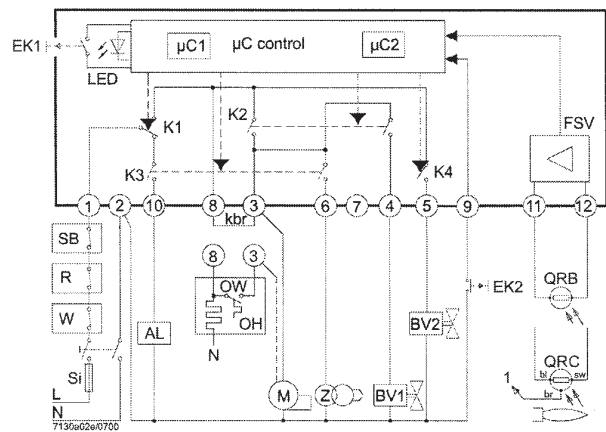 µC1 µC control µC2
EK1
LED
FSV
K1 K2
K3 K4
1 2 10 8 3 6 7 4 5 9 11 12
kbr
SB
8 3
EK2
QRB
R
OW
W AL OH
BV2
N
QRC
bl sw
Si
1 br
L
M Z BV1
N
7130a02e/0700